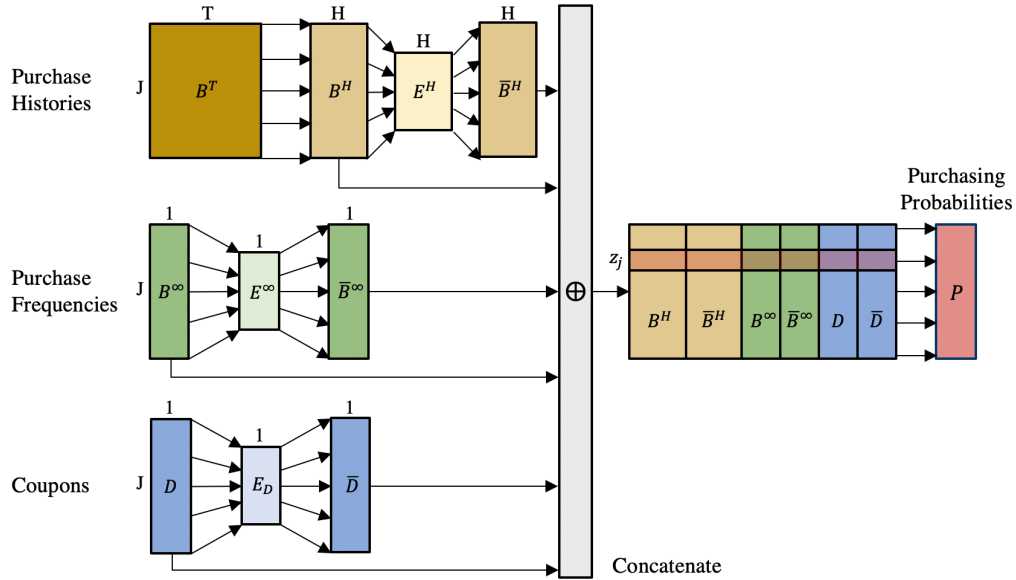 T
H
H
H
Purchase
Histories
J
B^T
B^H
E^H
B̅^H
Purchasing
Probabilities
1
1
1
Purchase
Frequencies
J
B^∞
E^∞
B̅^∞
⊕
z_j
B^H
B̅^H
B^∞
B̅^∞
D
D̅
P
1
1
1
Coupons
J
D
E_D
D̅
Concatenate